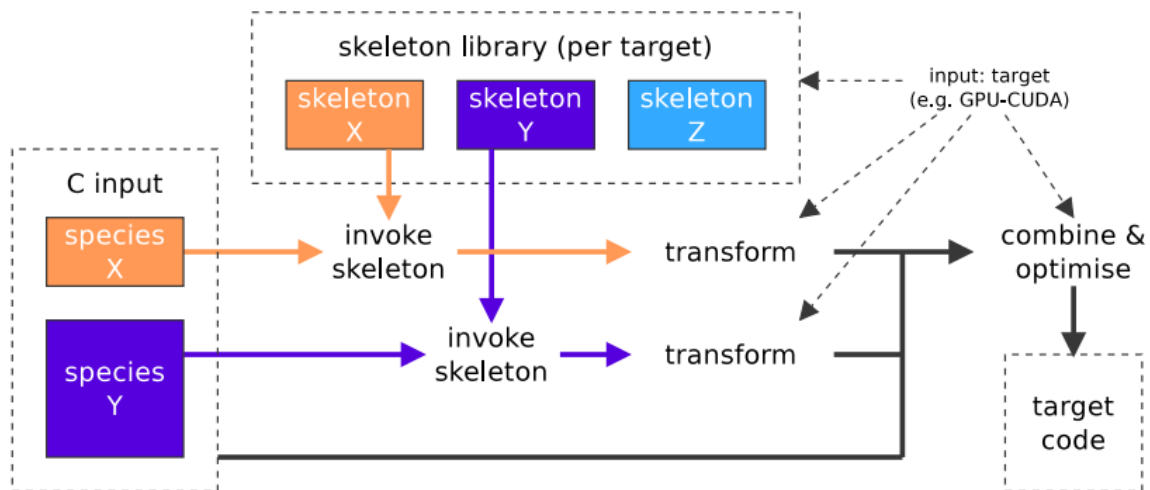 skeleton library (per target)
skeleton
X
skeleton
Y
skeleton
Z
input: target
(e.g. GPU-CUDA)
C input
species
X
invoke
skeleton
transform
combine &
optimise
species
Y
invoke
skeleton
transform
target
code